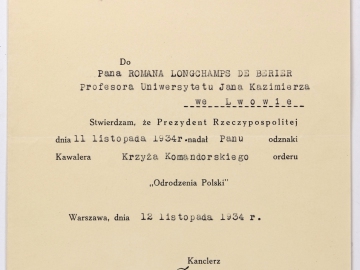 Do
Pana ROMANA LONGCHAMPS DE BERIER
Profesora Uniwersytetu Jana Kazimierza
we Lwowie
Stwierdzam, że Prezydent Rzeczypospolitej
dnia 11 listopada 1934r. nadał Panu odznaki
Kawalera Krzyża Komandorskiego orderu
„Odrodzenia Polski"
Warszawa, dnia 12 listopada 1934 r.
Kanclerz